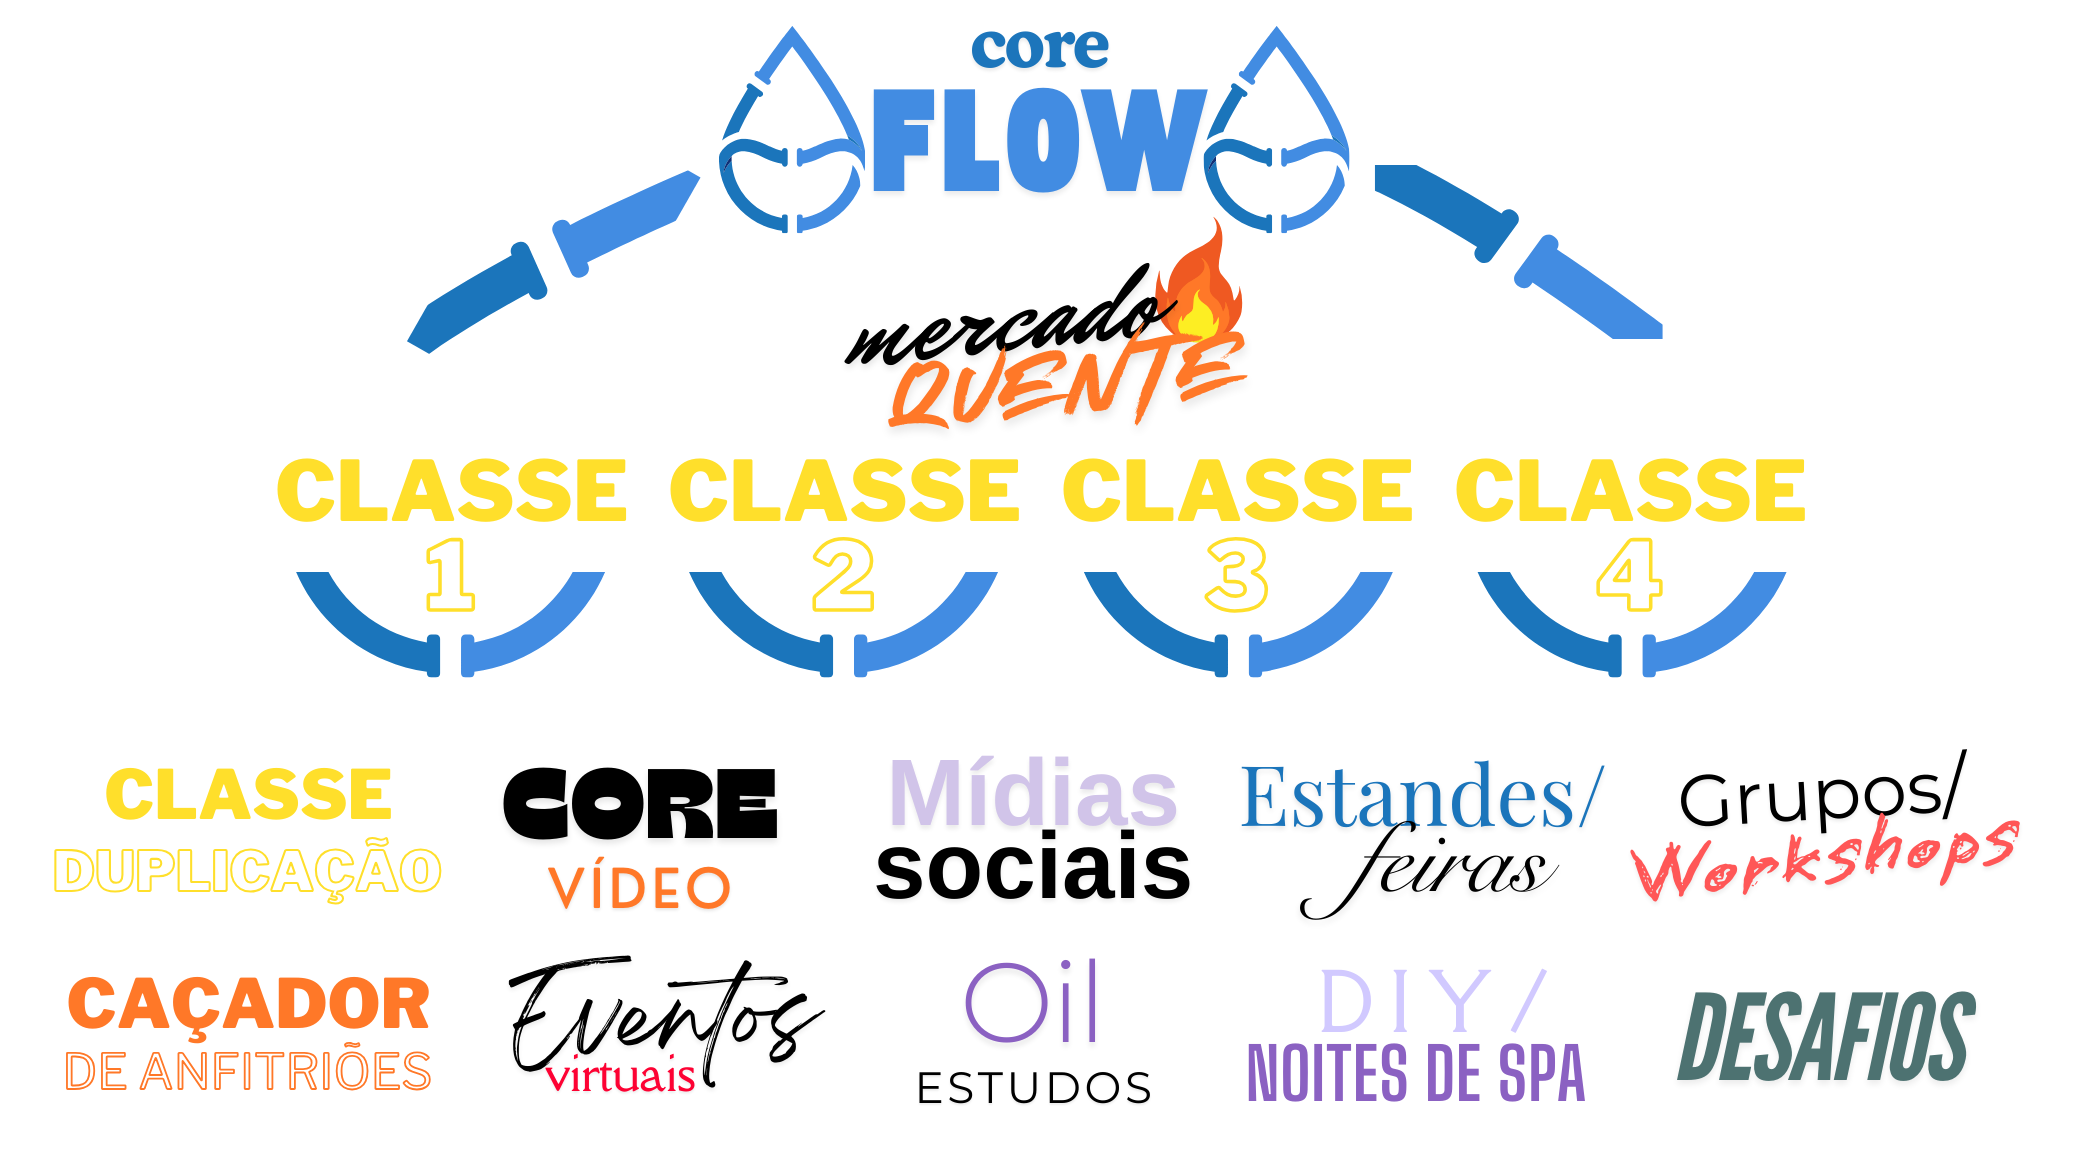 core
FLOW
mercado
QUENTE
CLASSE CLASSE CLASSE CLASSE
1 2 3 4
CLASSE
DUPLICAÇÃO
CORE
VÍDEO
Mídias
sociais
Estandes/
feiras
Grupos/
Workshops
CAÇADOR
DE ANFITRIÕES
Eventos
virtuais
Oil
ESTUDOS
DIY/
NOITES DE SPA
DESAFIOS